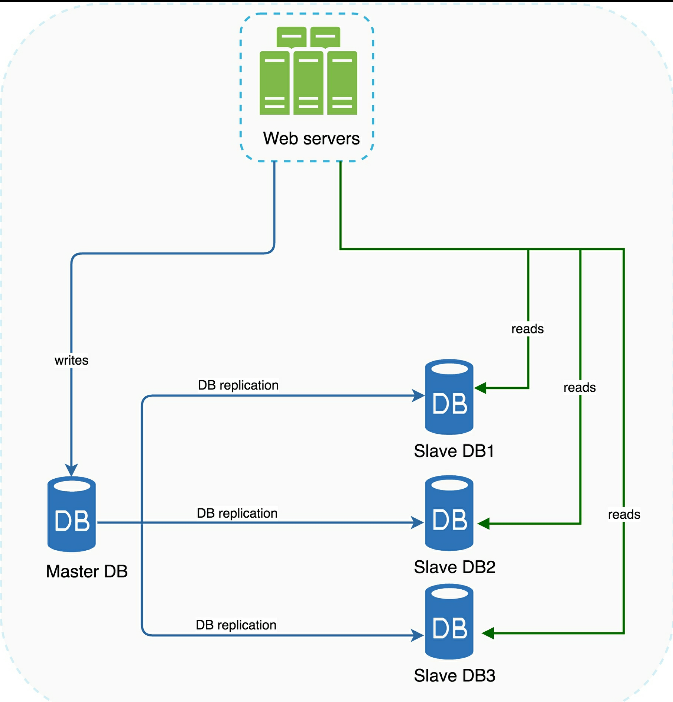 Web servers
reads
writes
DB replication
reads
DB
Slave DB1
DB replication
reads
DB
DB
Master DB
Slave DB2
DB replication
DB
Slave DB3